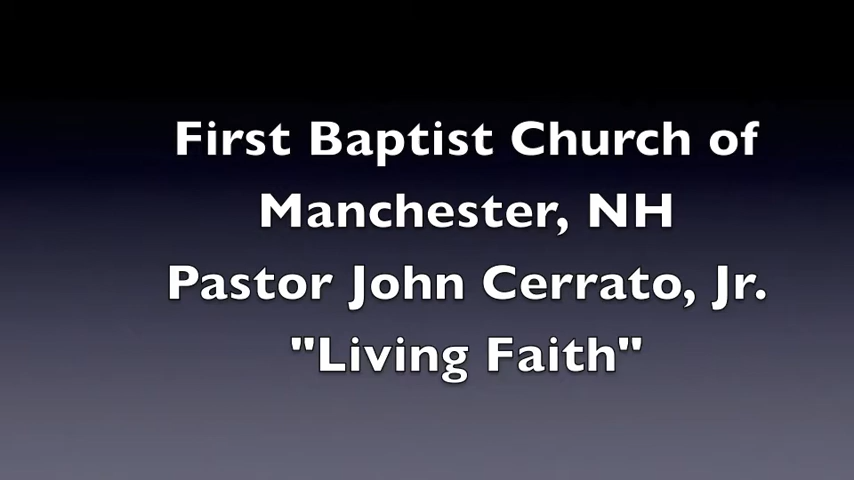 First Baptist Church of
Manchester, NH
Pastor John Cerrato, Jr.
"Living Faith"